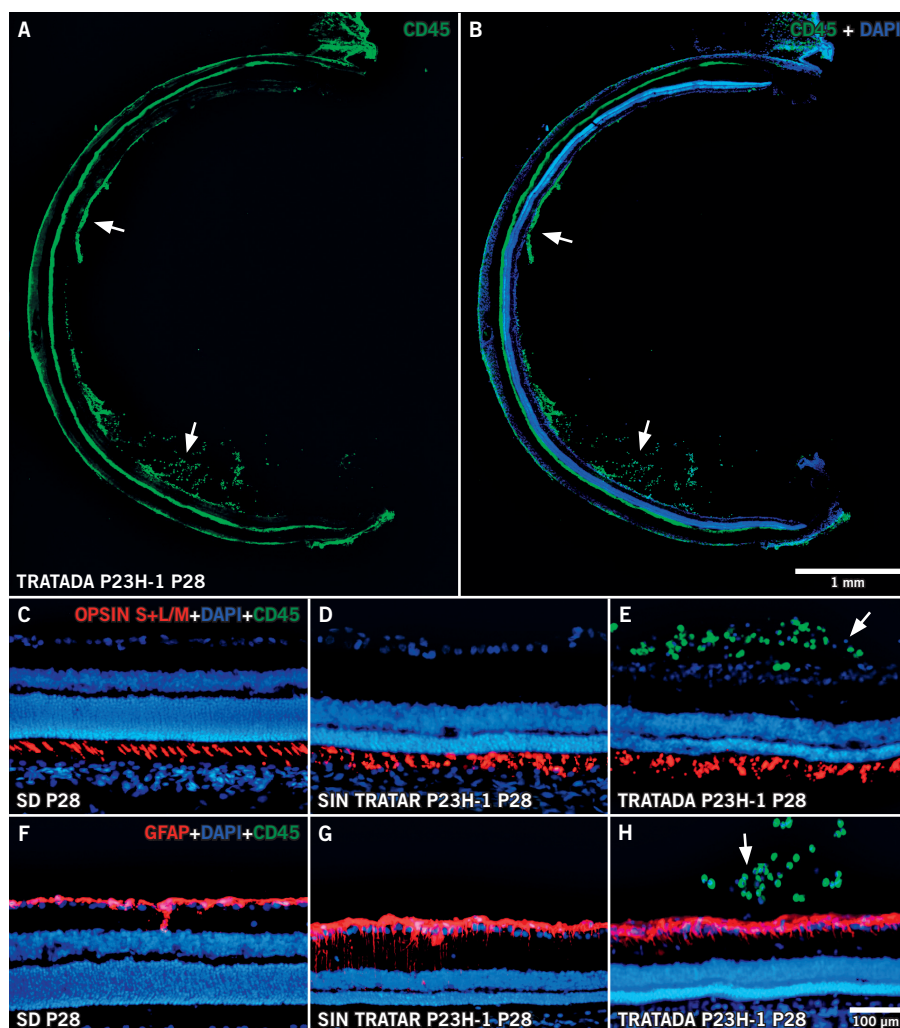 A
CD45
B
CD45 + DAPI
TRATADA P23H-1 P28
1 mm
C
OPSIN S+L/M+DAPI+CD45
D
E
SD P28
SIN TRATAR P23H-1 P28
TRATADA P23H-1 P28
F
GFAP+DAPI+CD45
G
H
SD P28
SIN TRATAR P23H-1 P28
TRATADA P23H-1 P28
100 µm